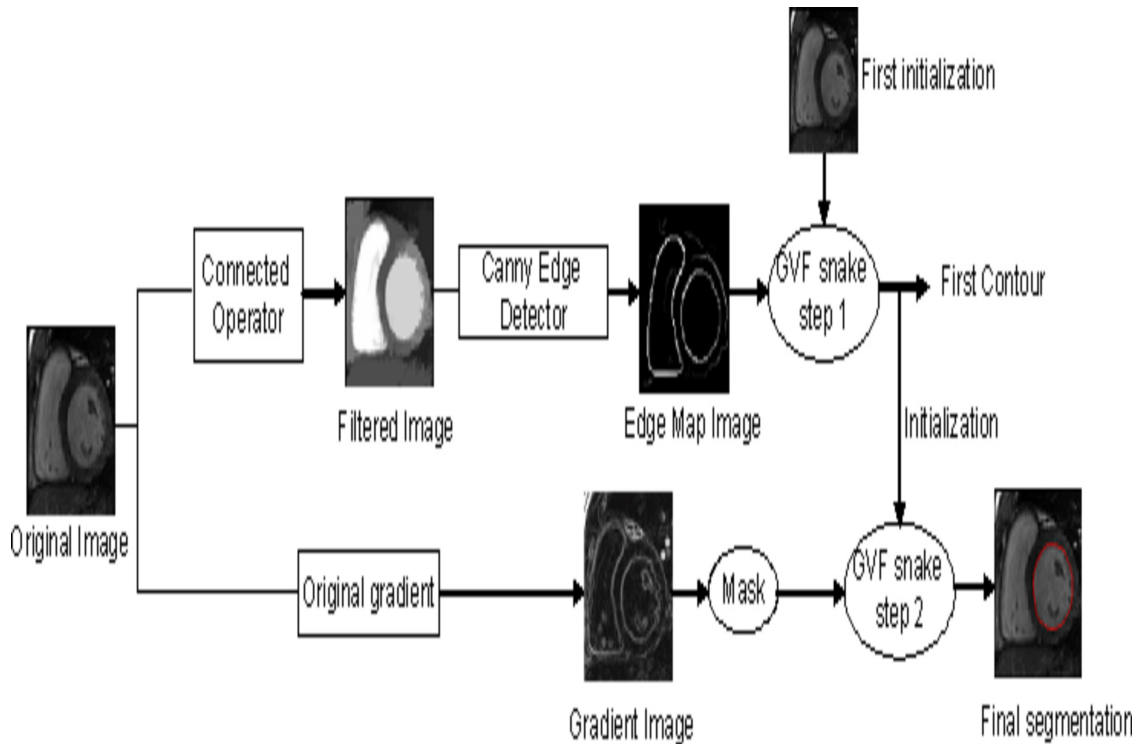 First initialization
Connected
Operator
Canny Edge
Detector
GVF snake
step 1
First Contour
Filtered Image
Edge Map Image
Initialization
Original Image
Original gradient
Mask
GVF snake
step 2
Gradient Image
Final segmentation